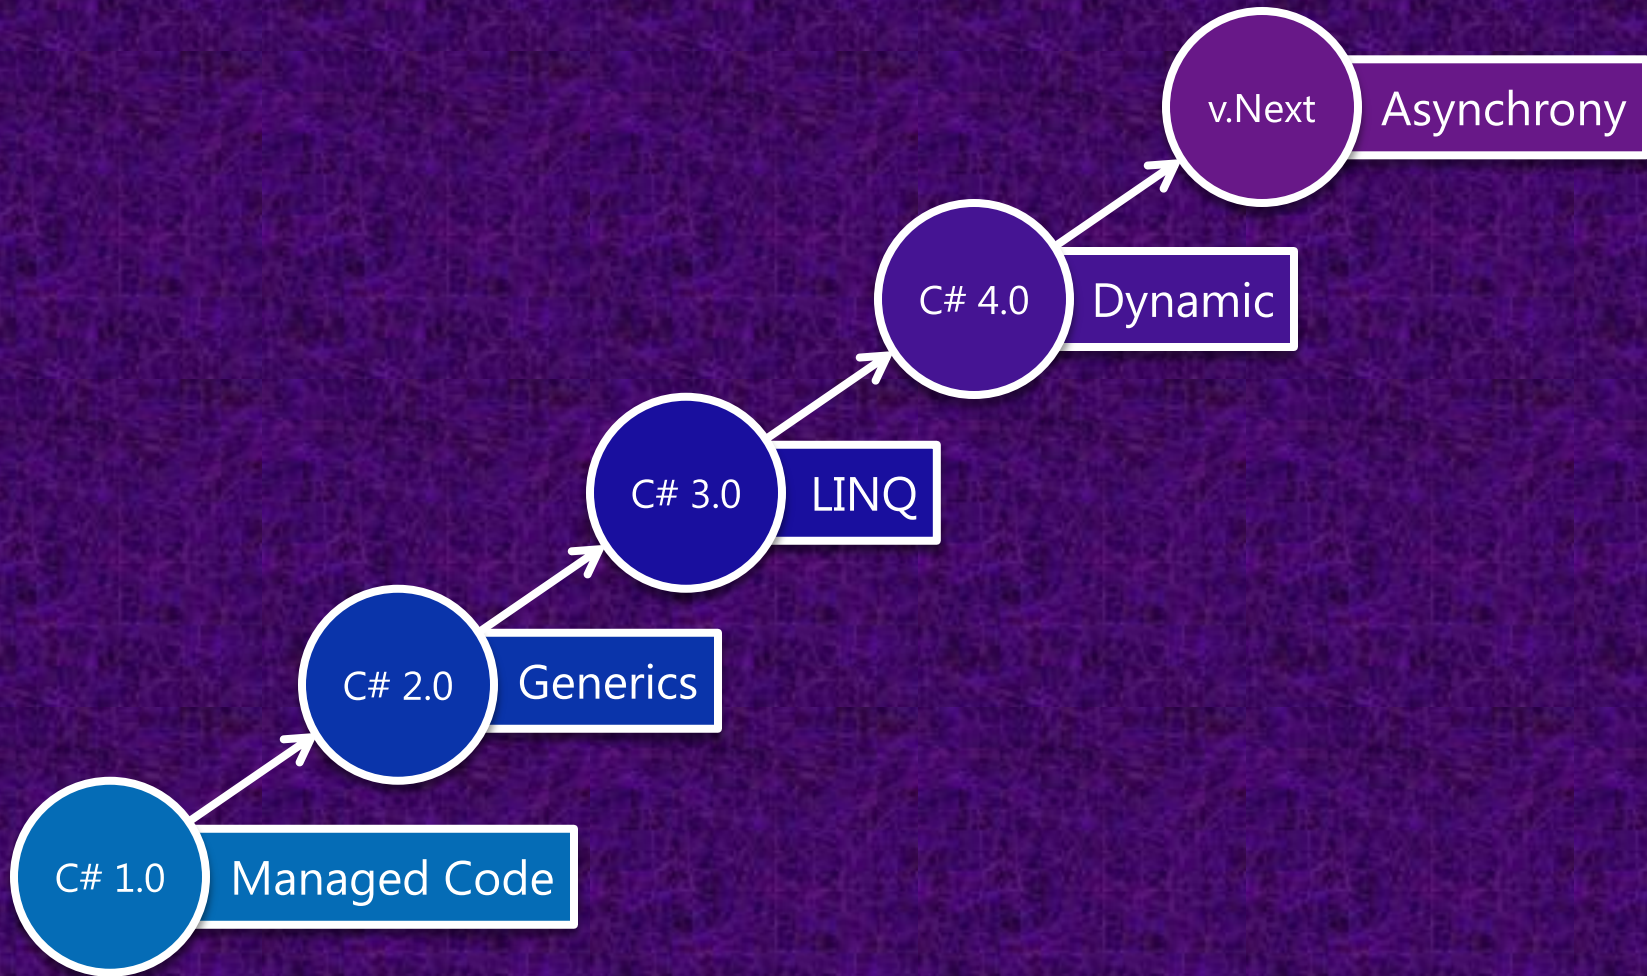 v.Next
Asynchrony
C# 4.0
Dynamic
C# 3.0
LINQ
C# 2.0
Generics
C# 1.0
Managed Code